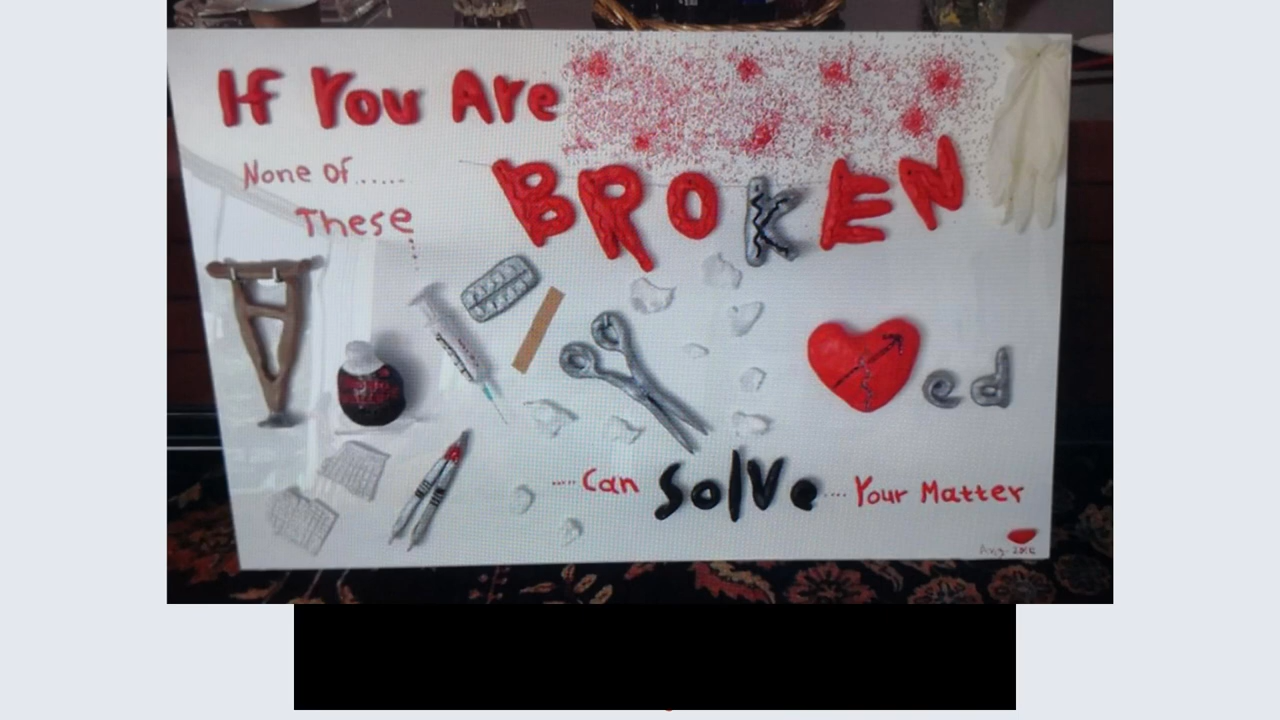 If You Are
None of......
These
BROKEN
ed
.....Can Solve .... Your Matter